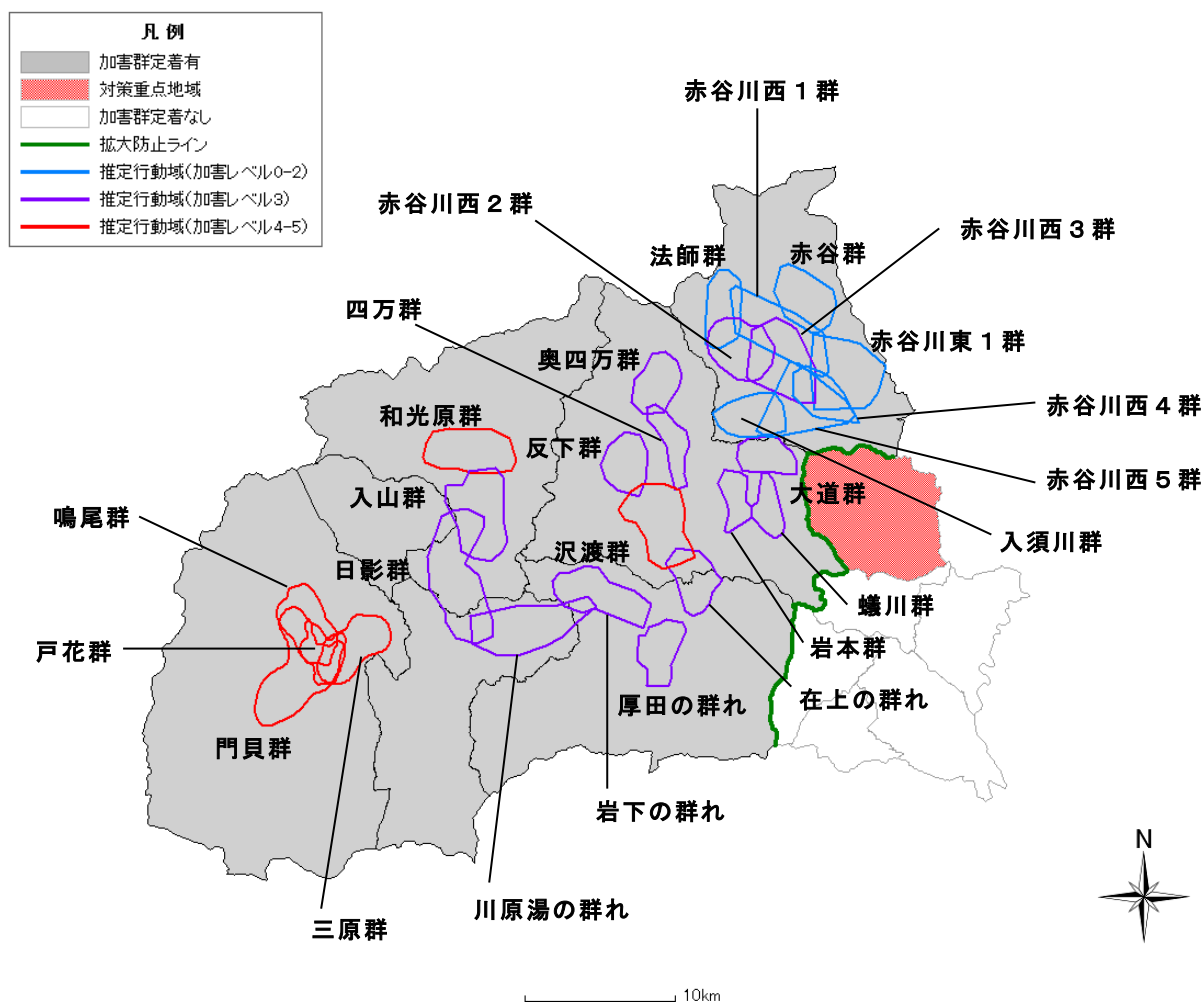 凡 例
加害群定着有
対策重点地域
加害群定着なし
拡大防止ライン
推定行動域(加害レベル0-2)
推定行動域(加害レベル3)
推定行動域(加害レベル4-5)
赤谷川西1群
赤谷川西2群
赤谷川西3群
法師群
赤谷群
四万群
赤谷川東1群
奥四万群
和光原群
赤谷川西4群
反下群
赤谷川西5群
入山群
大道群
鳴尾群
入須川群
沢渡群
日影群
蟻川群
岩本群
戸花群
在上の群れ
厚田の群れ
門貝群
岩下の群れ
N
川原湯の群れ
三原群
10km